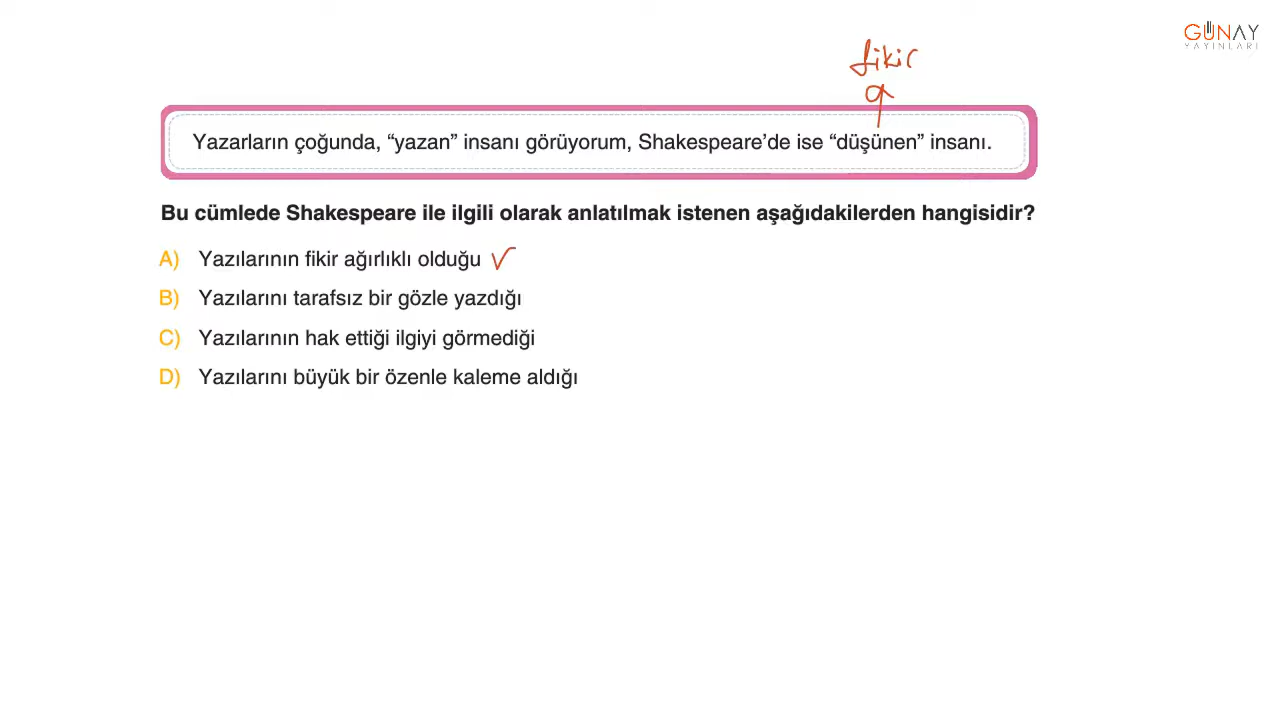 GÜNAY
YAYINLARI
fikir
Yazarların çoğunda, “yazan” insanı görüyorum, Shakespeare’de ise “düşünen” insanı.
Bu cümlede Shakespeare ile ilgili olarak anlatılmak istenen aşağıdakilerden hangisidir?
A) Yazılarının fikir ağırlıklı olduğu ✓
B) Yazılarını tarafsız bir gözle yazdığı
C) Yazılarının hak ettiği ilgiyi görmediği
D) Yazılarını büyük bir özenle kaleme aldığı